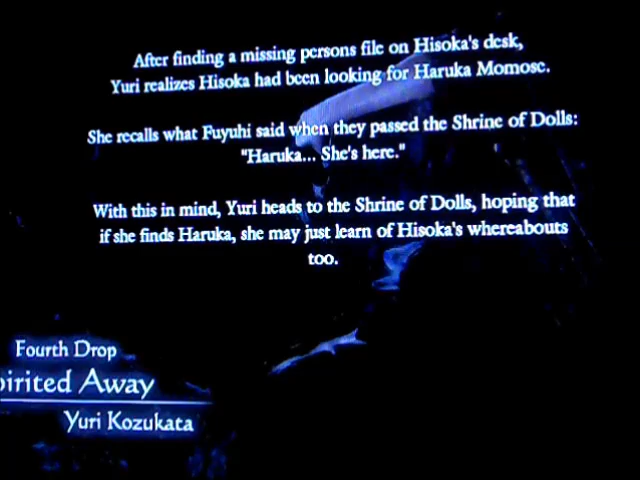 After finding a missing persons file on Hisoka's desk,
Yuri realizes Hisoka had been looking for Haruka Momose.
She recalls what Fuyuhi said when they passed the Shrine of Dolls:
"Haruka... She's here."
With this in mind, Yuri heads to the Shrine of Dolls, hoping that
if she finds Haruka, she may just learn of Hisoka's whereabouts
too.
Fourth Drop
pirited Away
Yuri Kozukata